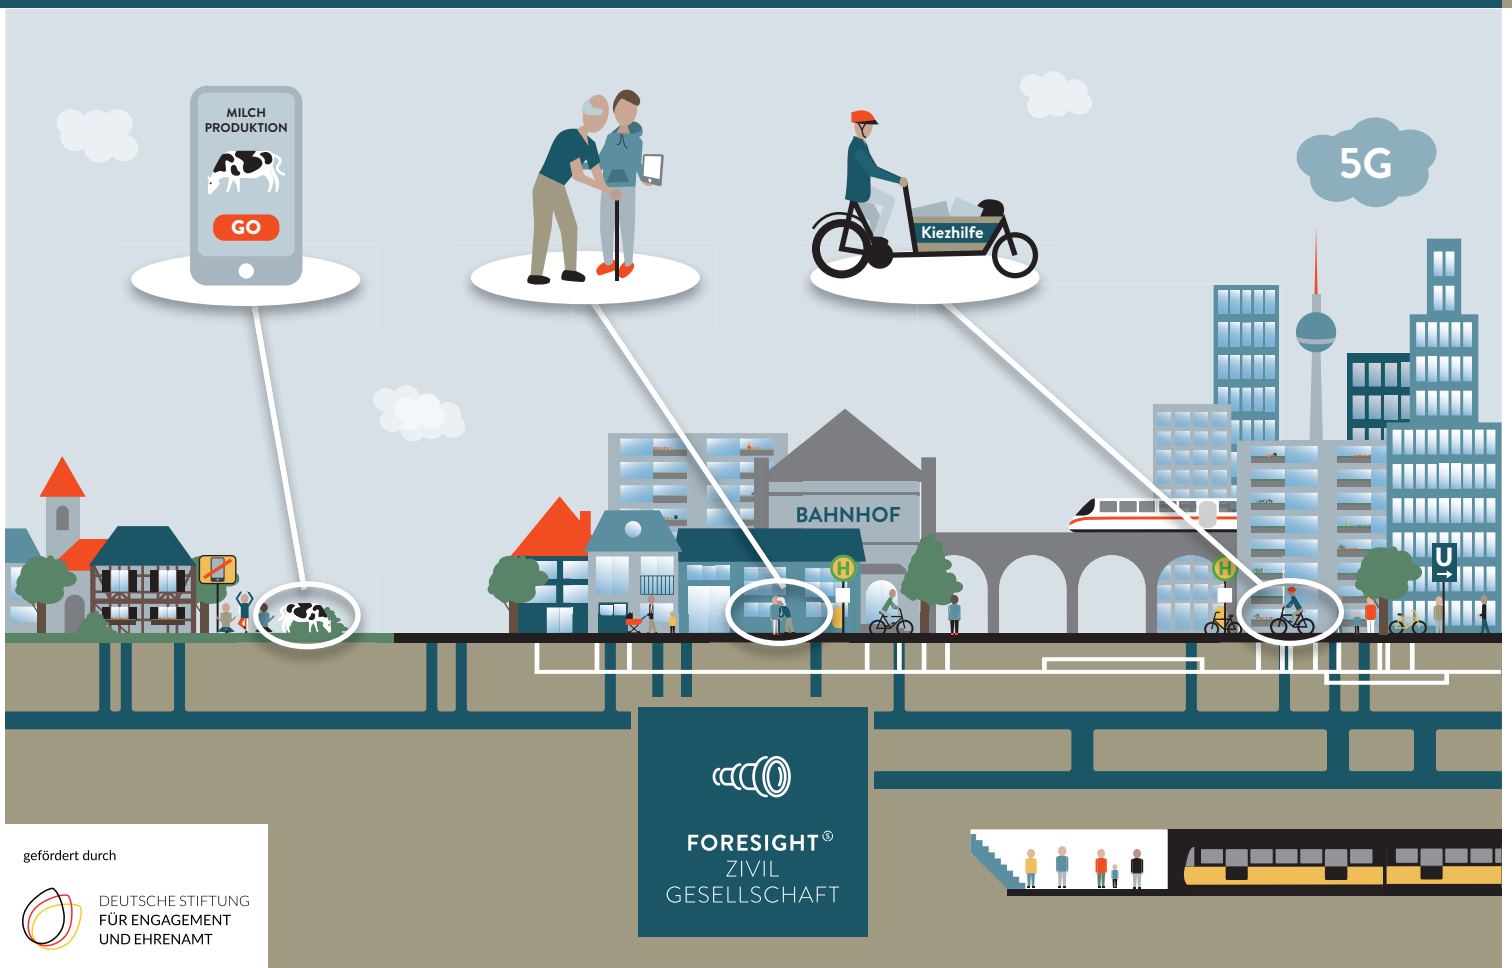 MILCH
PRODUKTION
GO
Kiezhilfe
5G
BAHNHOF
H
H
U
FORESIGHT Ⓢ
ZIVIL
GESELLSCHAFT
gefördert durch
DEUTSCHE STIFTUNG
FÜR ENGAGEMENT
UND EHRENAMT